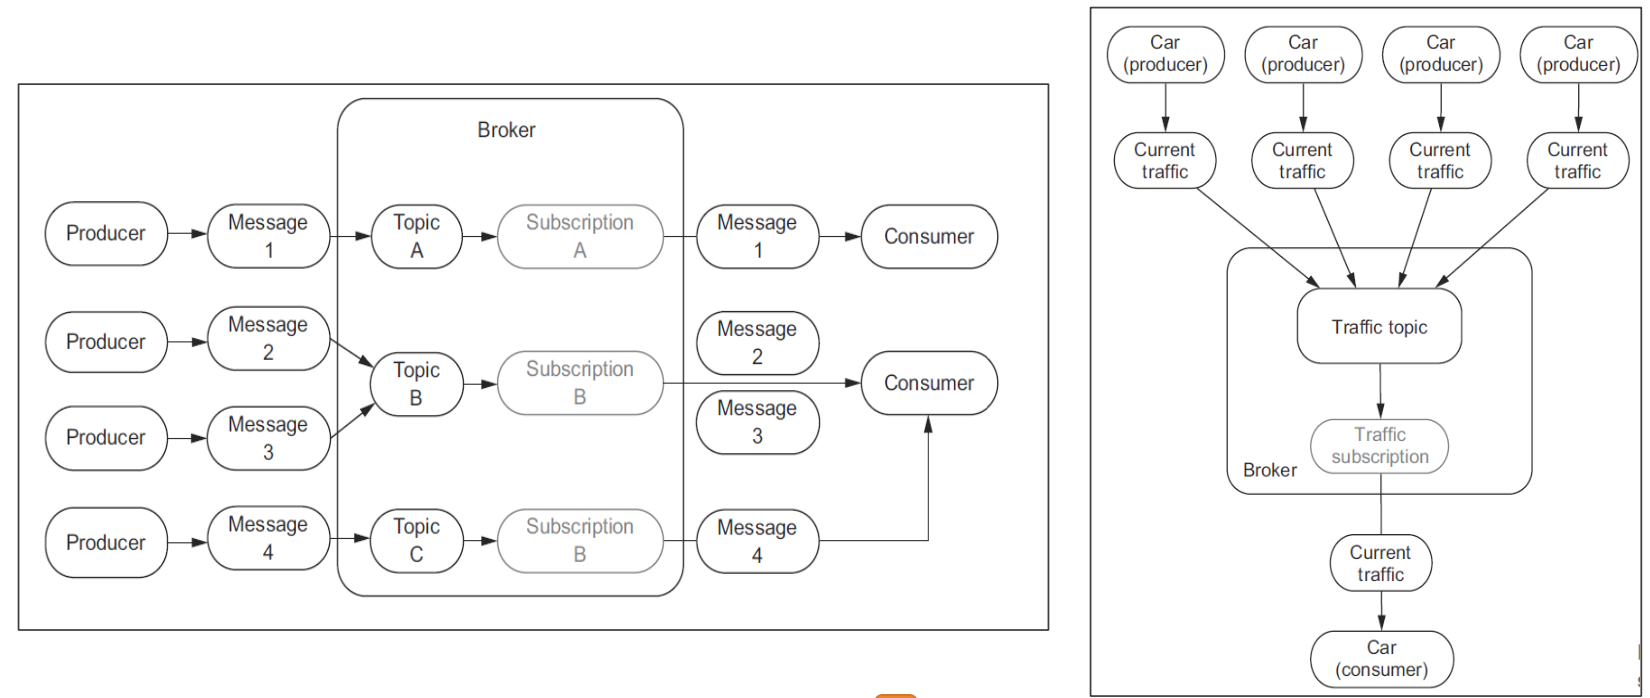 Broker
Producer
Message
1
Topic
A
Subscription
A
Message
1
Consumer
Producer
Message
2
Producer
Message
3
Topic
B
Subscription
B
Message
2
Message
3
Consumer
Producer
Message
4
Topic
C
Subscription
B
Message
4
Car
(producer)
Car
(producer)
Car
(producer)
Car
(producer)
Current
traffic
Current
traffic
Current
traffic
Current
traffic
Traffic topic
Traffic
subscription
Broker
Current
traffic
Car
(consumer)